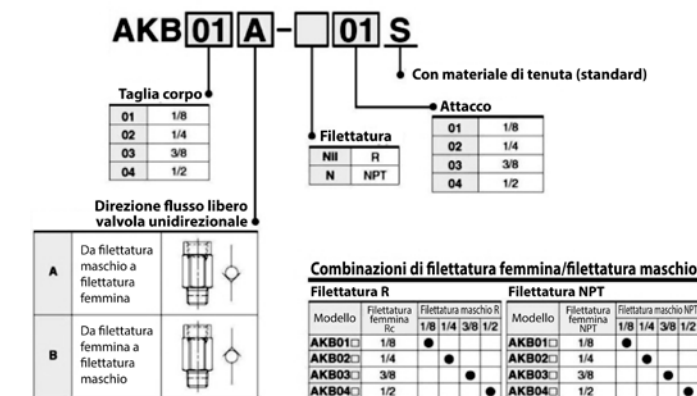 AKB 01 A - □ 01 S
Con materiale di tenuta (standard)
Taglia corpo
01 1/8
02 1/4
03 3/8
04 1/2
Attacco
01 1/8
02 1/4
03 3/8
04 1/2
Filettatura
Nil R
N NPT
Direzione flusso libero
valvola unidirezionale
A
Da filettatura
maschio a
filettatura
femmina
B
Da filettatura
femmina a
filettatura
maschio
Combinazioni di filettatura femmina/filettatura maschio
Filettatura R
Modello Filettatura femmina Rc Filettatura maschio R
1/8 1/4 3/8 1/2
AKB01□ 1/8 ●
AKB02□ 1/4 ●
AKB03□ 3/8 ●
AKB04□ 1/2 ●
Filettatura NPT
Modello Filettatura femmina NPT Filettatura maschio NPT
1/8 1/4 3/8 1/2
AKB01□ 1/8 ●
AKB02□ 1/4 ●
AKB03□ 3/8 ●
AKB04□ 1/2 ●